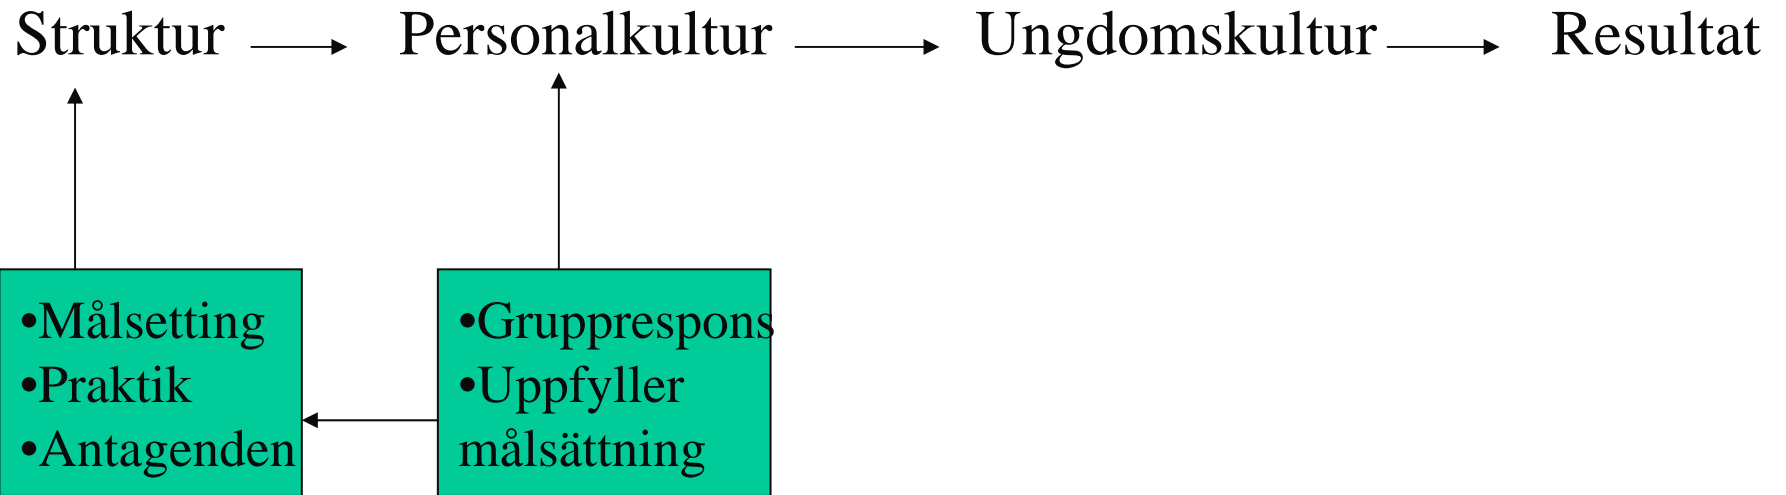 Struktur Personalkultur Ungdomskultur Resultat
•Målsetting
•Praktik
•Antagenden
•Grupprespons
•Uppfyller
målsättning